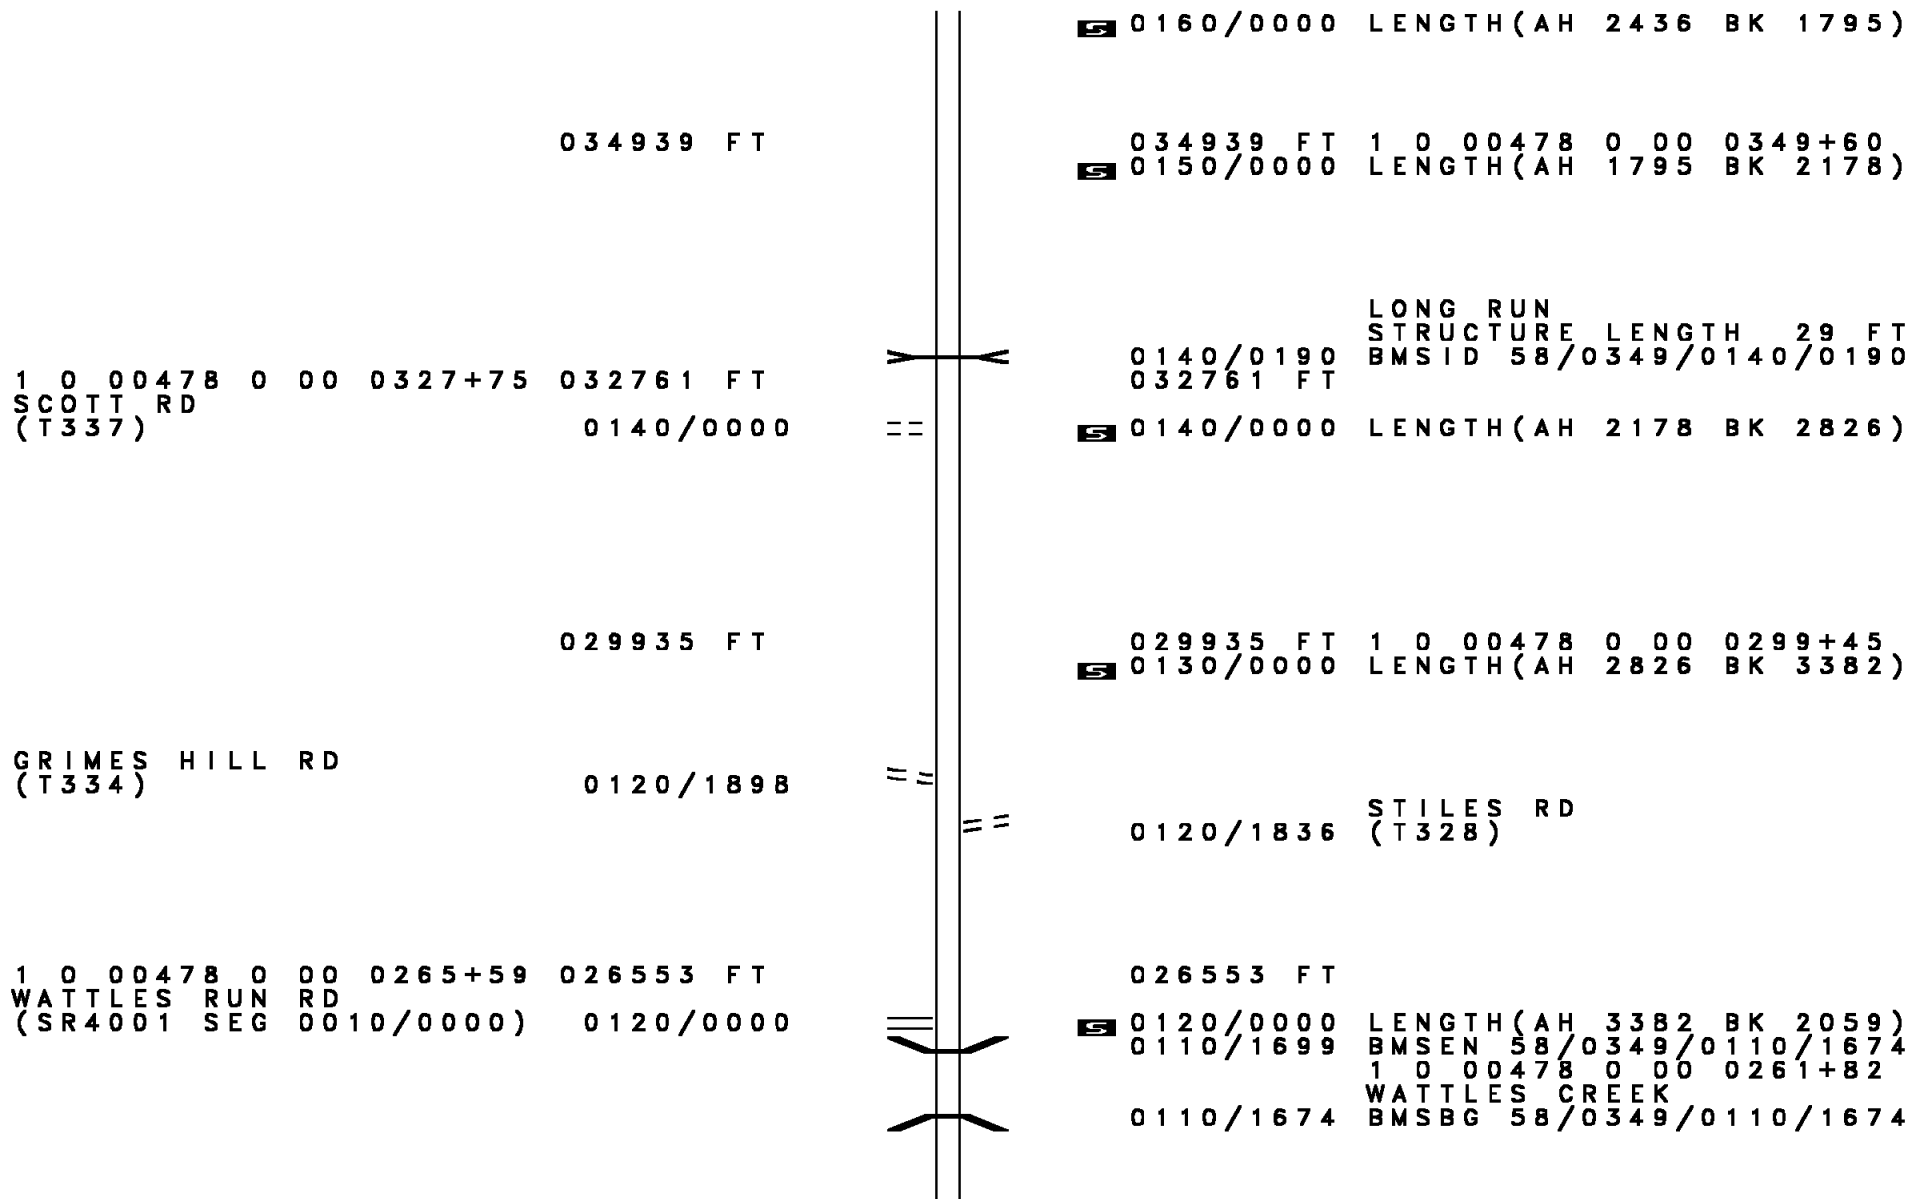 S 0160/0000 LENGTH(AH 2436 BK 1795)
034939 FT 034939 FT 1 0 00478 0 00 0349+60
S 0150/0000 LENGTH(AH 1795 BK 2178)
LONG RUN
STRUCTURE LENGTH 29 FT
0140/0190 BMSID 58/0349/0140/0190
1 0 00478 0 00 0327+75 032761 FT 032761 FT
SCOTT RD
(T337) 0140/0000 S 0140/0000 LENGTH(AH 2178 BK 2826)
029935 FT 029935 FT 1 0 00478 0 00 0299+45
S 0130/0000 LENGTH(AH 2826 BK 3382)
GRIMES HILL RD
(T334) 0120/1898
STILES RD
0120/1836 (T328)
1 0 00478 0 00 0265+59 026553 FT 026553 FT
WATTLES RUN RD
(SR4001 SEG 0010/0000) 0120/0000 S 0120/0000 LENGTH(AH 3382 BK 2059)
0110/1699 BMSEN 58/0349/0110/1674
1 0 00478 0 00 0261+82
WATTLES CREEK
0110/1674 BMSBG 58/0349/0110/1674